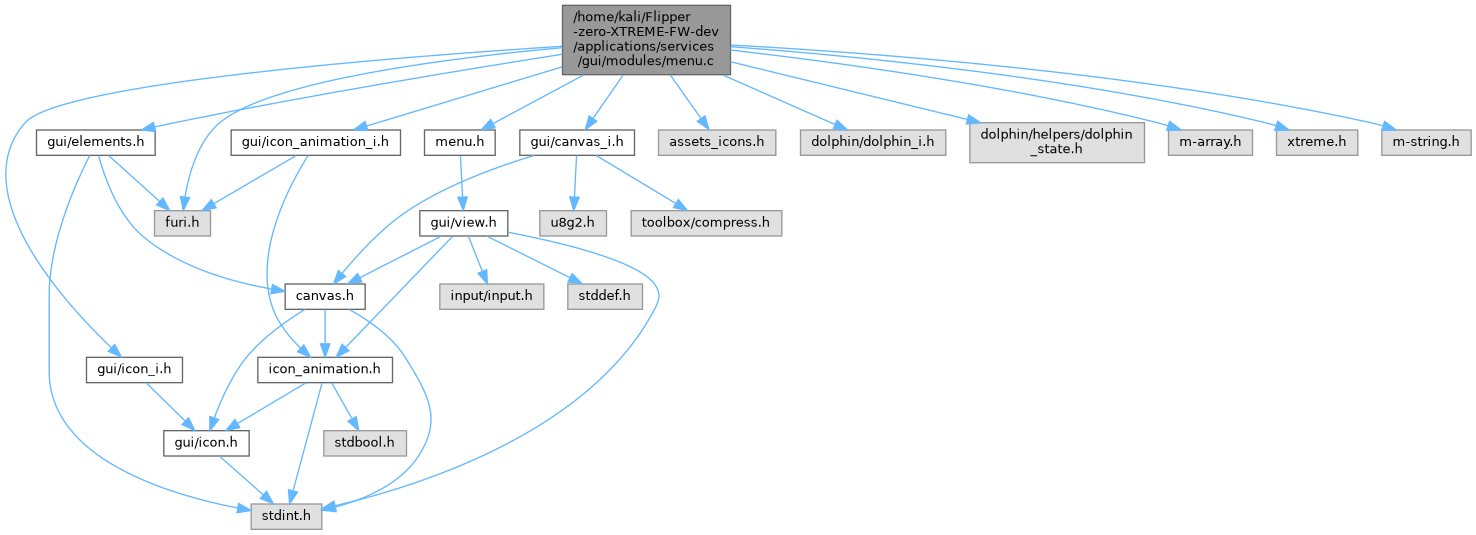 /home/kali/Flipper
-zero-XTREME-FW-dev
/applications/services
/gui/modules/menu.c
gui/elements.h
gui/icon_animation_i.h
menu.h
gui/canvas_i.h
assets_icons.h
dolphin/dolphin_i.h
dolphin/helpers/dolphin
_state.h
m-array.h
xtreme.h
m-string.h
furi.h
gui/view.h
u8g2.h
toolbox/compress.h
canvas.h
input/input.h
stddef.h
gui/icon_i.h
icon_animation.h
gui/icon.h
stdbool.h
stdint.h